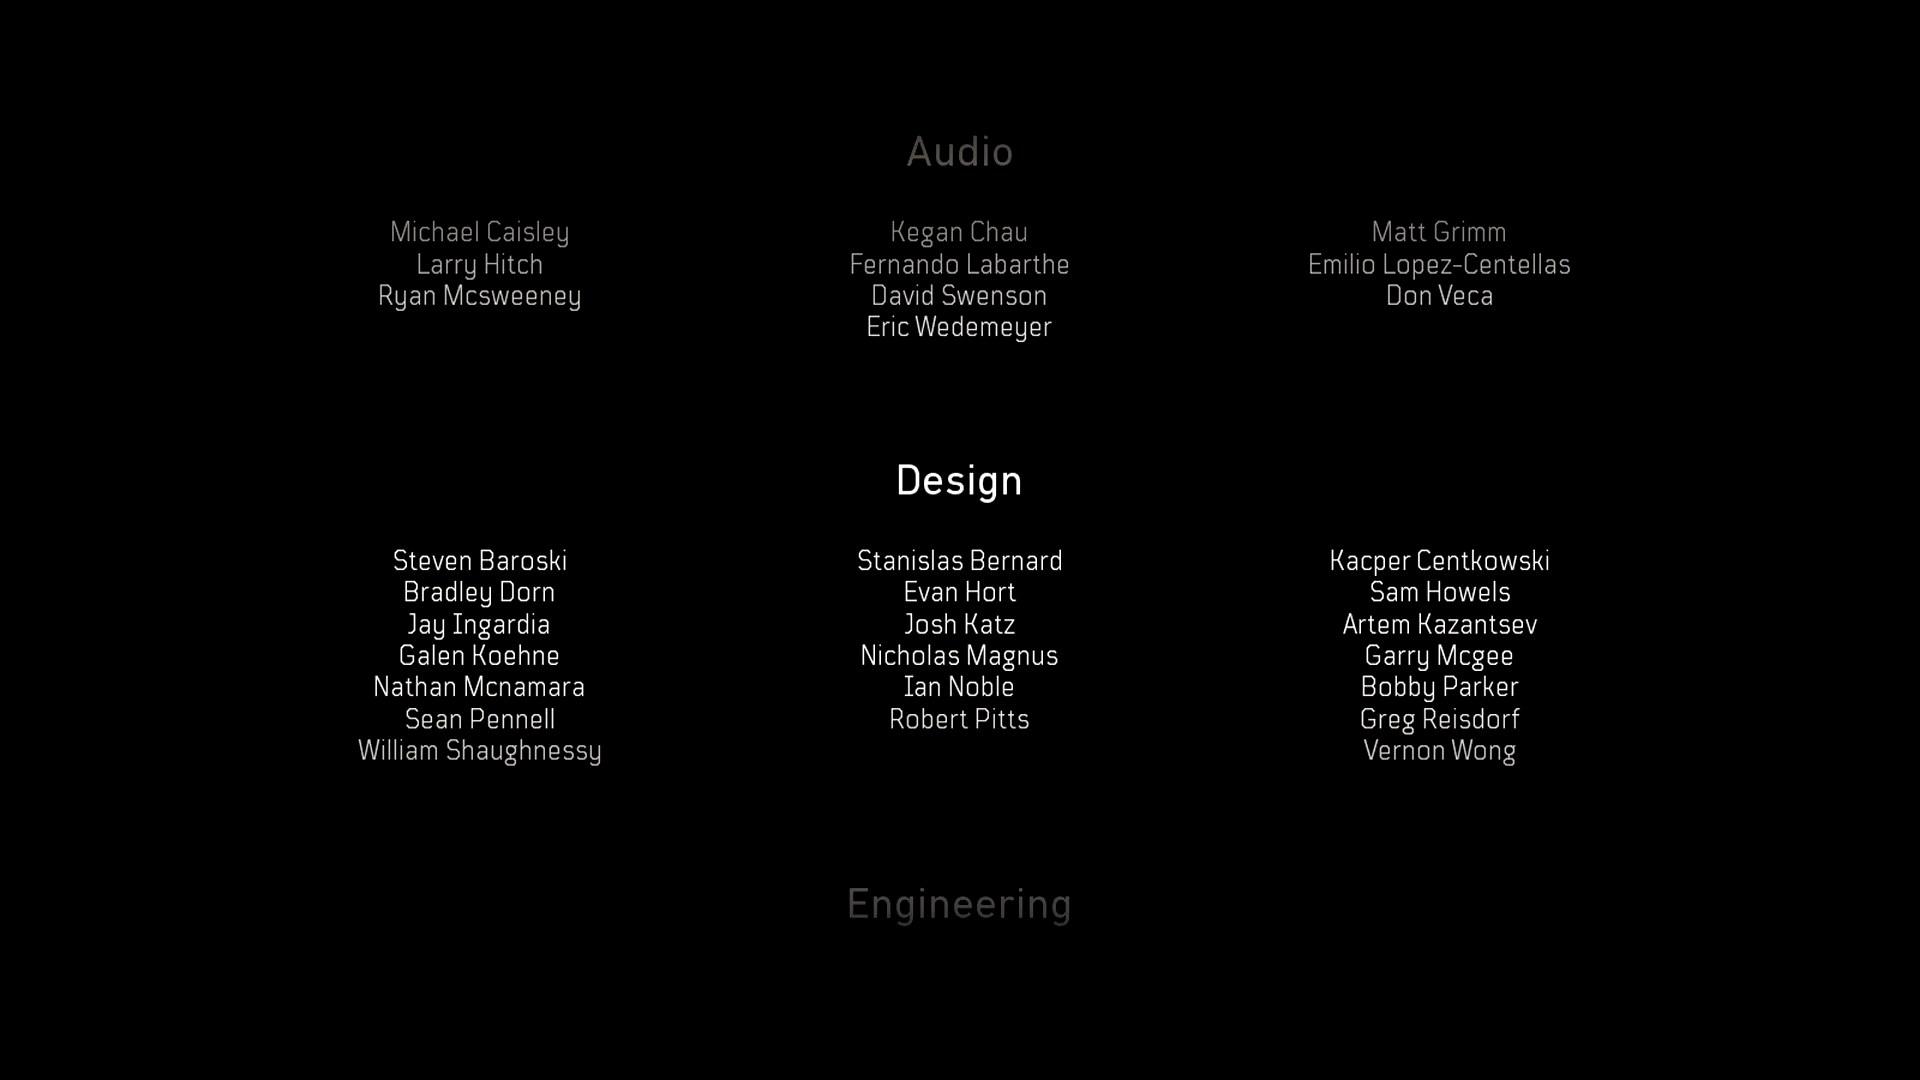 Audio
Michael Caisley Kegan Chau Matt Grimm
Larry Hitch Fernando Labarthe Emilio Lopez-Centellas
Ryan Mcsweeney David Swenson Don Veca
Eric Wedemeyer
Design
Steven Baroski Stanislas Bernard Kacper Centkowski
Bradley Dorn Evan Hort Sam Howels
Jay Ingardia Josh Katz Artem Kazantsev
Galen Koehne Nicholas Magnus Garry Mcgee
Nathan Mcnamara Ian Noble Bobby Parker
Sean Pennell Robert Pitts Greg Reisdorf
William Shaughnessy Vernon Wong
Engineering